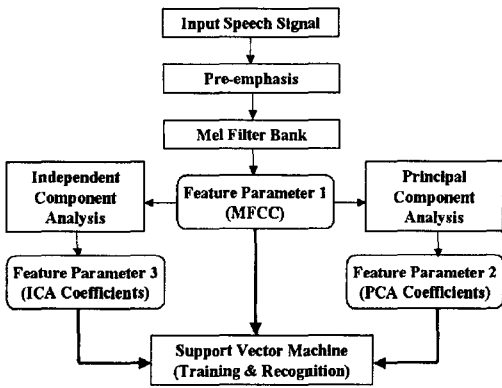 Input Speech Signal
Pre-emphasis
Mel Filter Bank
Independent
Component
Analysis
Feature Parameter 1
(MFCC)
Principal
Component
Analysis
Feature Parameter 3
(ICA Coefficients)
Feature Parameter 2
(PCA Coefficients)
Support Vector Machine
(Training & Recognition)